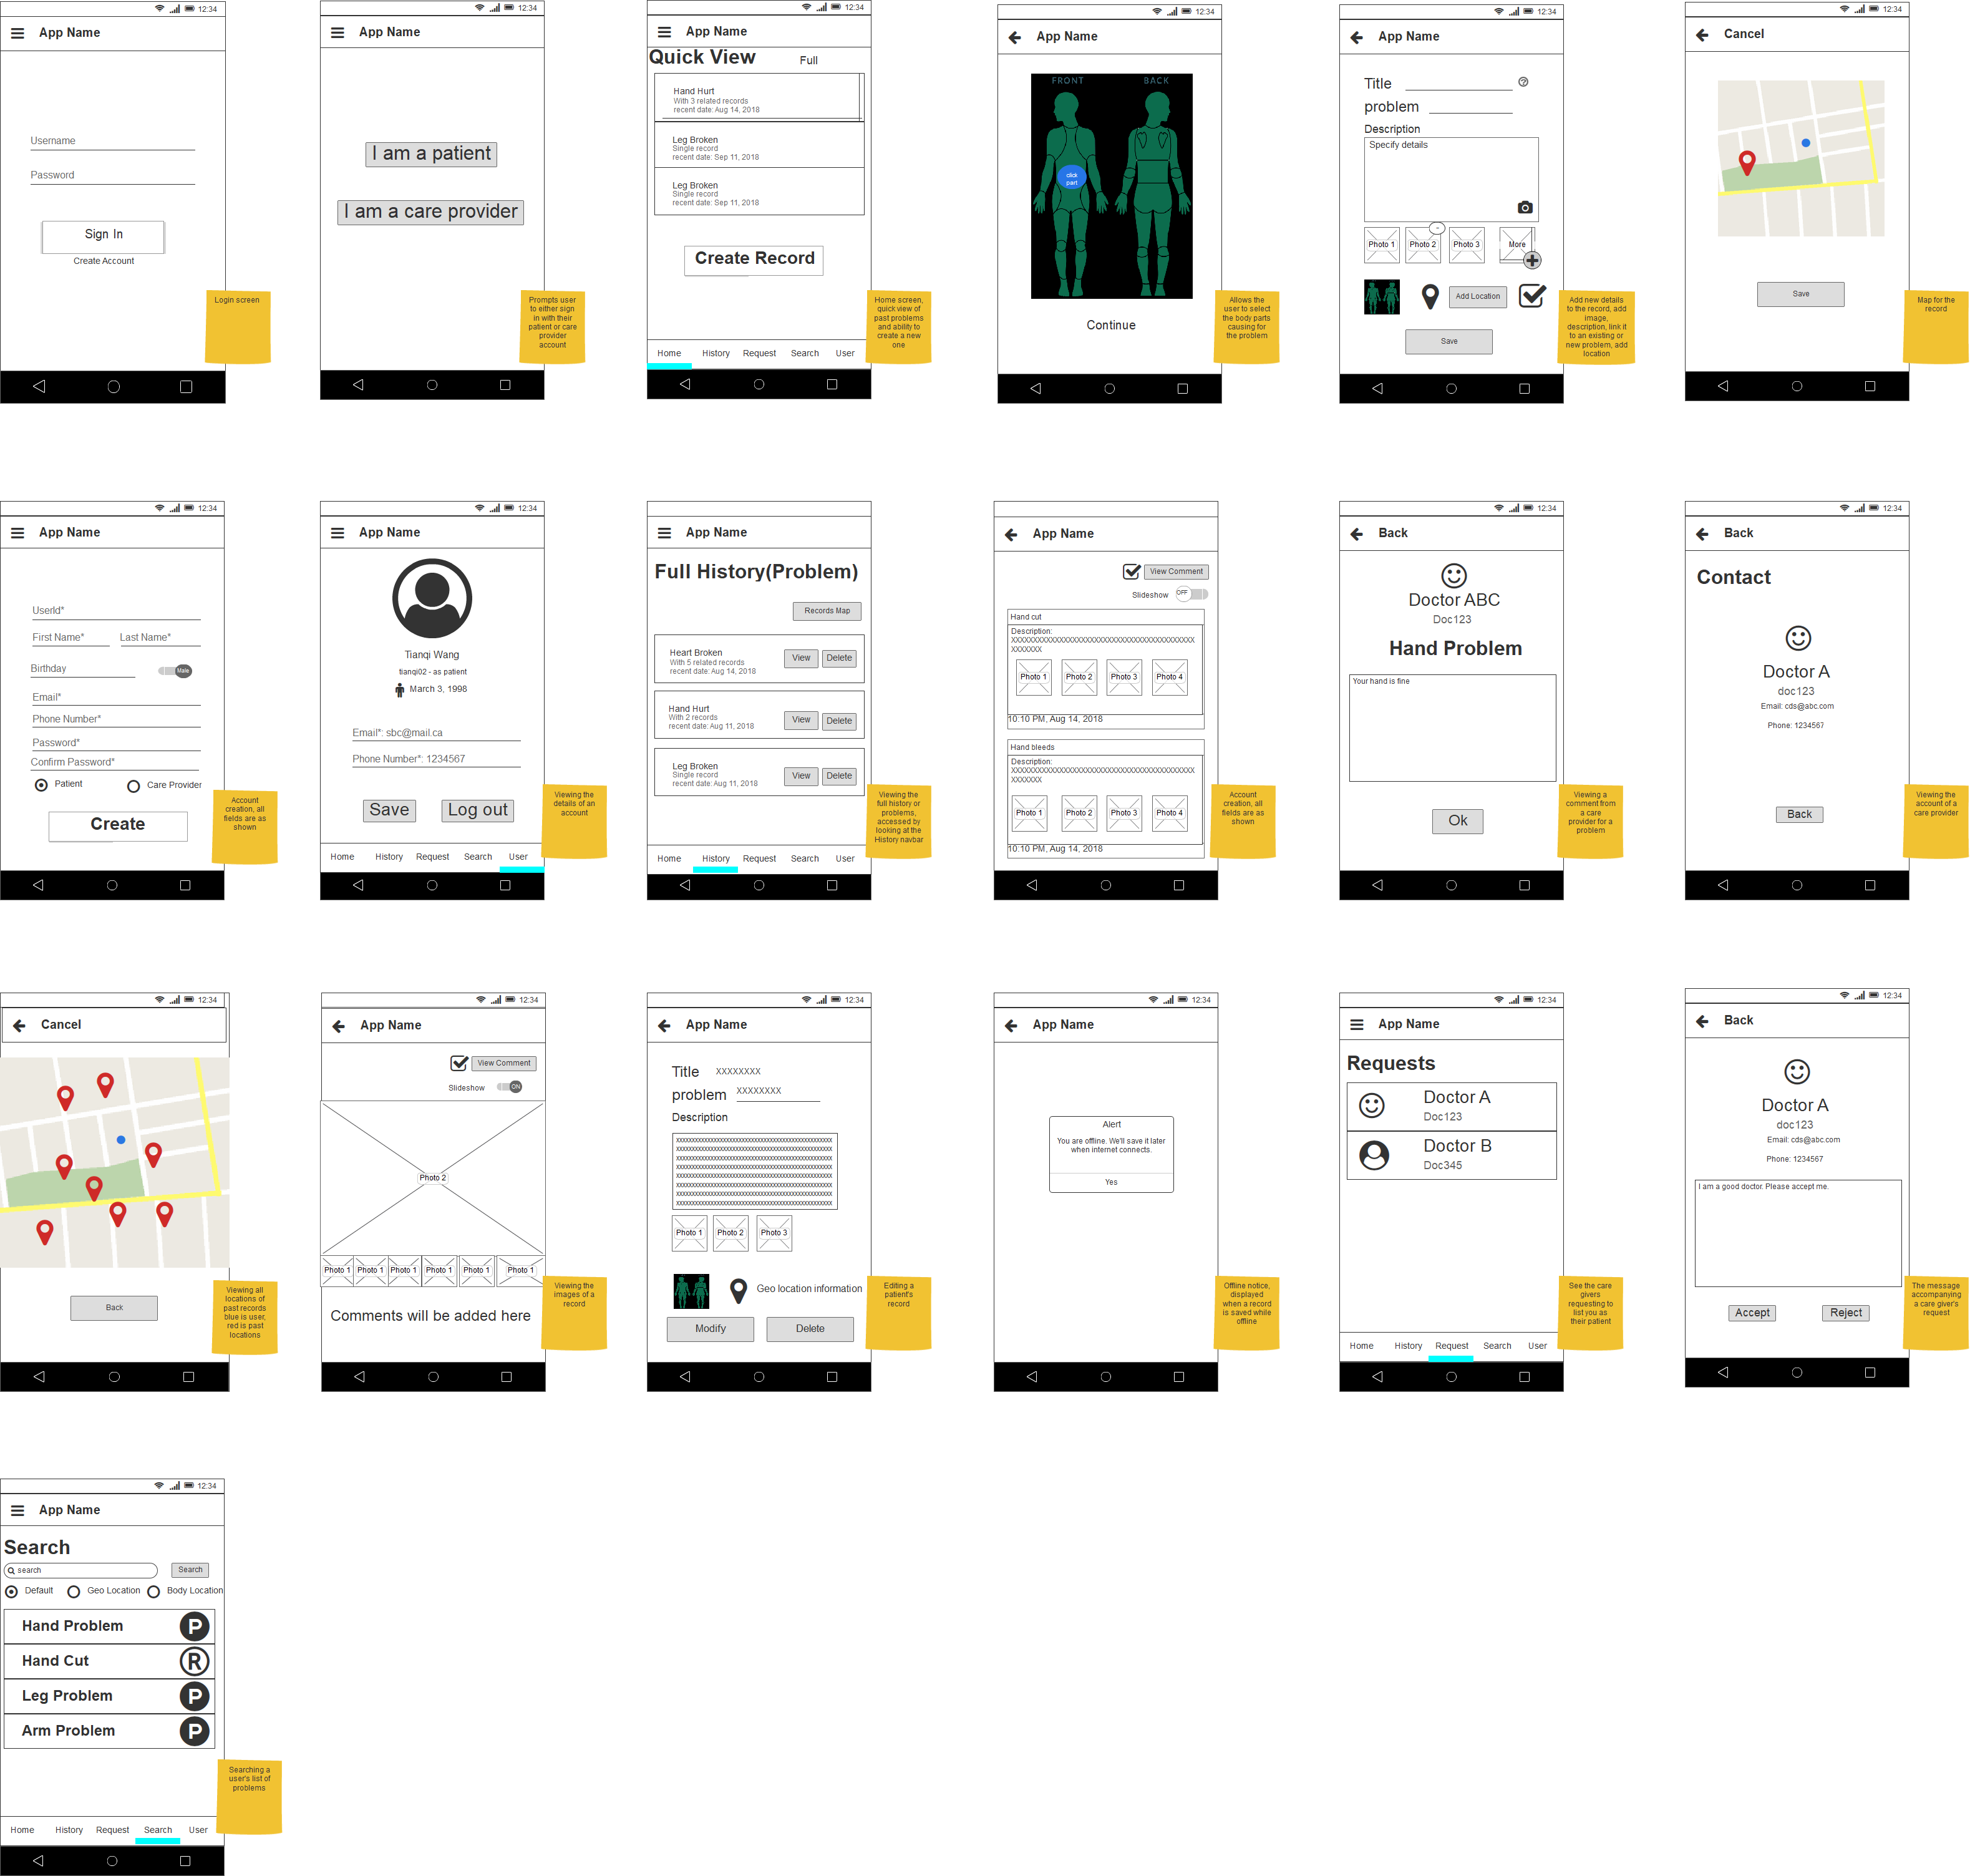 12:34
App Name
Username
Password
Sign In
Create Account
Login screen
12:34
App Name
I am a patient
I am a care provider
Prompts user
to either sign
in with their
patient or care
provider
account
12:34
App Name
Quick View
Full
Hand Hurt
With 3 related records
recent date: Aug 14, 2018
Leg Broken
Single record
recent date: Sep 11, 2018
Leg Broken
Single record
recent date: Sep 11, 2018
Create Record
Home History Request Search User
Home screen,
quick view of
past problems
and ability to
create a new
one
12:34
App Name
FRONT BACK
click
part
Continue
Allows the
user to select
the body parts
causing for
the problem
12:34
App Name
Title
problem
Description
Specify details
Photo 1 Photo 2 Photo 3 More
Add Location
Save
Add new details
to the record, add
image,
description, link it
to an existing or
new problem, add
location
12:34
Cancel
Save
Map for the
record
12:34
App Name
UserId*
First Name* Last Name*
Birthday
Male
Email*
Phone Number*
Password*
Confirm Password*
Patient Care Provider
Create
Account
creation, all
fields are as
shown
12:34
App Name
Tianqi Wang
tianqi02 - as patient
March 3, 1998
Email*: sbc@mail.ca
Phone Number*: 1234567
Save Log out
Home History Request Search User
Viewing the
details of an
account
App Name
Full History(Problem)
Records Map
Heart Broken
With 5 related records
recent date: Aug 14, 2018
View Delete
Hand Hurt
With 2 records
recent date: Aug 11, 2018
View Delete
Leg Broken
Single record
recent date: Aug 11, 2018
View Delete
Home History Request Search User
Viewing the
full history or
problems,
accessed by
looking at the
History navbar
App Name
View Comment
Slideshow OFF
Hand cut
Description:
XXXXXXXXXXXXXXXXXXXXXXXXXXXXXXXXXXXXXXXXX
XXXXXXX
Photo 1 Photo 2 Photo 3 Photo 4
10:10 PM, Aug 14, 2018
Hand bleeds
Description:
XXXXXXXXXXXXXXXXXXXXXXXXXXXXXXXXXXXXXXXXX
XXXXXXX
Photo 1 Photo 2 Photo 3 Photo 4
10:10 PM, Aug 14, 2018
Account
creation, all
fields are as
shown
12:34
Back
Doctor ABC
Doc123
Hand Problem
Your hand is fine
Ok
Viewing a
comment from
a care
provider for a
problem
12:34
Back
Contact
Doctor A
doc123
Email: cds@abc.com
Phone: 1234567
Back
Viewing the
account of a
care provider
12:34
Cancel
Back
Viewing all
locations of
past records
blue is user,
red is past
locations
12:34
App Name
View Comment
Slideshow ON
Photo 2
Photo 1 Photo 1 Photo 1 Photo 1 Photo 1 Photo 1
Comments will be added here
Viewing the
images of a
record
12:34
App Name
Title XXXXXXXX
problem XXXXXXXX
Description
XXXXXXXXXXXXXXXXXXXXXXXXXXXXXXXXXXXXXXXXXXXXXXXX
XXXXXXXXXXXXXXXXXXXXXXXXXXXXXXXXXXXXXXXXXXXXXXXX
XXXXXXXXXXXXXXXXXXXXXXXXXXXXXXXXXXXXXXXXXXXXXXXX
XXXXXXXXXXXXXXXXXXXXXXXXXXXXXXXXXXXXXXXXXXXXXXXX
XXXXXXXXXXXXXXXXXXXXXXXXXXXXXXXXXXXXXXXXXXXXXXXX
XXXXXXXXXXXXXXXXXXXXXXXXXXXXXXXXXXXXXXXXXXXXXXXX
XXXXXXXXXXXXXXXXXXXXXXXXXXXXXXXXXXXXXXXXXXXXXXXX
XXXXXXXXXXXXXXXXXXXXXXXXXXXXXXXXXXXXXXXXXXXXXXXX
Photo 1 Photo 2 Photo 3
Geo location information
Modify Delete
Editing a
patient's
record
12:34
App Name
Alert
You are offline. We'll save it later
when internet connects.
Yes
Offline notice,
displayed
when a record
is saved while
offline
12:34
App Name
Requests
Doctor A
Doc123
Doctor B
Doc345
Home History Request Search User
See the care
givers
requesting to
list you as
their patient
12:34
Back
Doctor A
doc123
Email: cds@abc.com
Phone: 1234567
I am a good doctor. Please accept me.
Accept Reject
The message
accompanying
a care giver's
request
12:34
App Name
Search
search Search
Default Geo Location Body Location
Hand Problem P
Hand Cut R
Leg Problem P
Arm Problem P
Home History Request Search User
Searching a
user's list of
problems